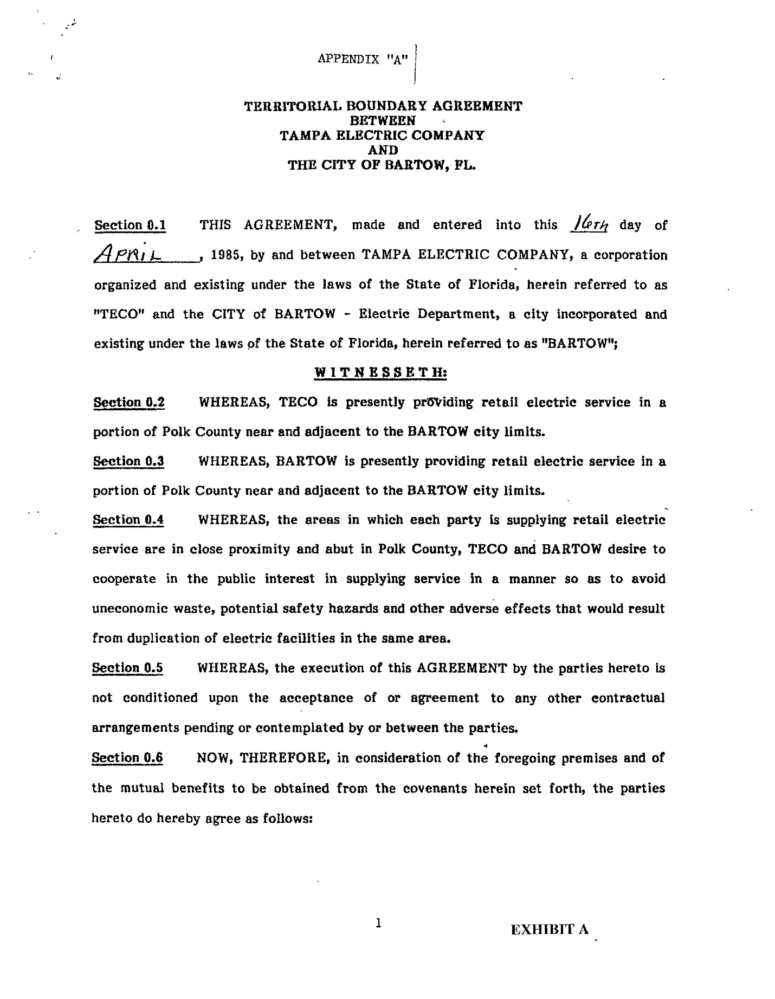 APPENDIX "A"
TERRITORIAL BOUNDARY AGREEMENT
BETWEEN
TAMPA ELECTRIC COMPANY
AND
THE CITY OF BARTOW, FL.
Section 0.1 THIS AGREEMENT, made and entered into this 16th day of
APRIL, 1985, by and between TAMPA ELECTRIC COMPANY, a corporation
organized and existing under the laws of the State of Florida, herein referred to as
"TECO" and the CITY of BARTOW - Electric Department, a city incorporated and
existing under the laws of the State of Florida, herein referred to as "BARTOW";
WITNESSETH:
Section 0.2 WHEREAS, TECO is presently providing retail electric service in a
portion of Polk County near and adjacent to the BARTOW city limits.
Section 0.3 WHEREAS, BARTOW is presently providing retail electric service in a
portion of Polk County near and adjacent to the BARTOW city limits.
Section 0.4 WHEREAS, the areas in which each party is supplying retail electric
service are in close proximity and abut in Polk County, TECO and BARTOW desire to
cooperate in the public interest in supplying service in a manner so as to avoid
uneconomic waste, potential safety hazards and other adverse effects that would result
from duplication of electric facilities in the same area.
Section 0.5 WHEREAS, the execution of this AGREEMENT by the parties hereto is
not conditioned upon the acceptance of or agreement to any other contractual
arrangements pending or contemplated by or between the parties.
Section 0.6 NOW, THEREFORE, in consideration of the foregoing premises and of
the mutual benefits to be obtained from the covenants herein set forth, the parties
hereto do hereby agree as follows:
1
EXHIBIT A